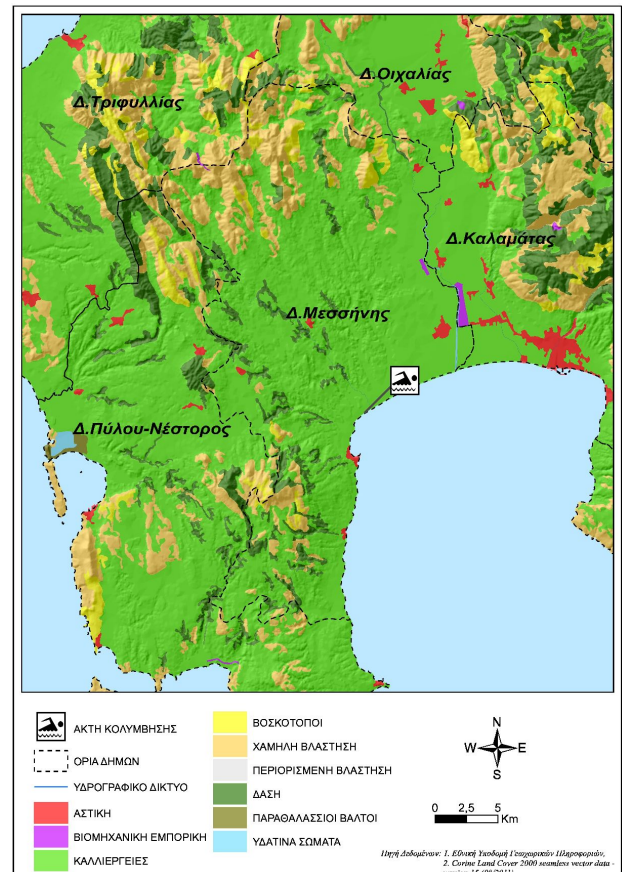 Δ.Οιχαλίας
Δ.Τριφυλλίας
Δ.Καλαμάτας
Δ.Μεσσήνης
Δ.Πύλου-Νέστορος
ΑΚΤΗ ΚΟΛΥΜΒΗΣΗΣ
ΟΡΙΑ ΔΗΜΩΝ
ΥΔΡΟΓΡΑΦΙΚΟ ΔΙΚΤΥΟ
ΑΣΤΙΚΗ
ΒΙΟΜΗΧΑΝΙΚΗ ΕΜΠΟΡΙΚΗ
ΚΑΛΛΙΕΡΓΕΙΕΣ
ΒΟΣΚΟΤΟΠΟΙ
ΧΑΜΗΛΗ ΒΛΑΣΤΗΣΗ
ΠΕΡΙΟΡΙΣΜΕΝΗ ΒΛΑΣΤΗΣΗ
ΔΑΣΗ
ΠΑΡΑΘΑΛΑΣΣΙΟΙ ΒΑΛΤΟΙ
ΥΔΑΤΙΝΑ ΣΩΜΑΤΑ
N
W E
S
0 2,5 5
Km
Πηγή Δεδομένων: 1. Εθνική Υποδομή Γεωχωρικών Πληροφοριών,
2. Corine Land Cover 2000 seamless vector data -